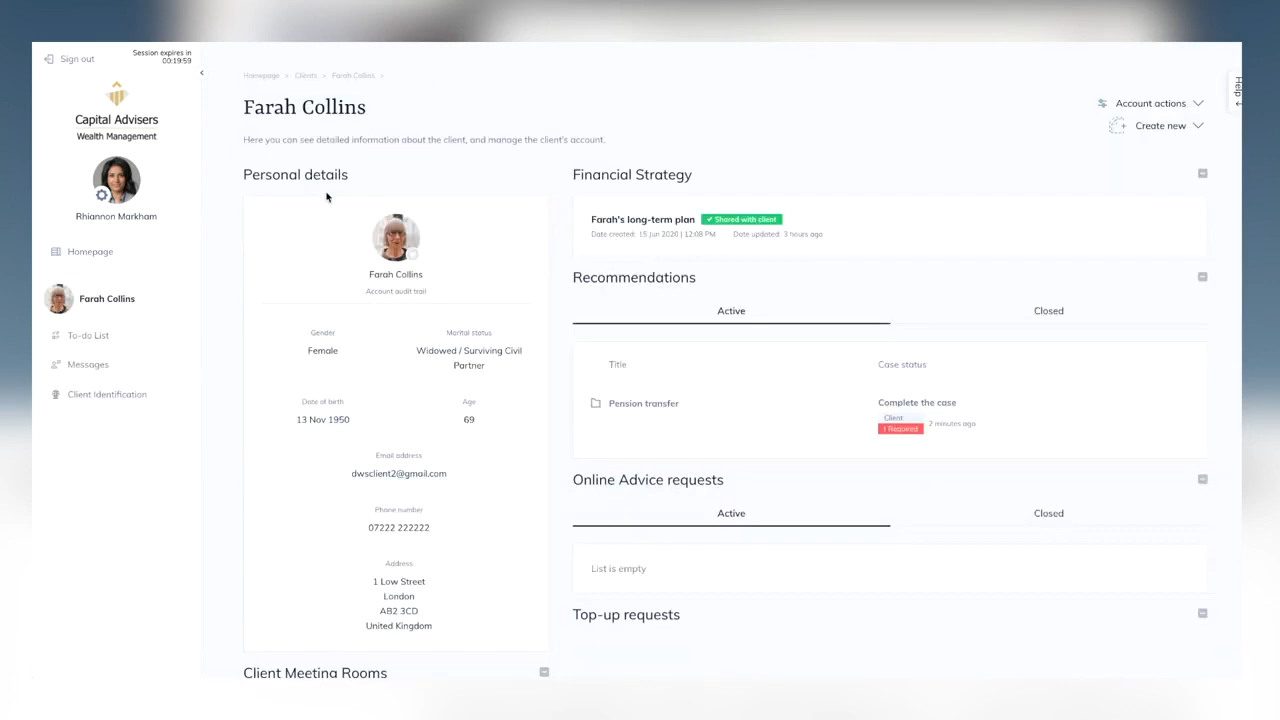 Sign out
Session expires in
00:19:59
Capital Advisers
Wealth Management
Rhiannon Markham
Homepage
Farah Collins
To-do List
Messages
Client Identification
Homepage > Clients > Farah Collins >
Farah Collins
Here you can see detailed information about the client, and manage the client's account.
Account actions
Create new
Help
Personal details
Farah Collins
Account audit trail
Gender
Female
Marital status
Widowed / Surviving Civil
Partner
Date of birth
13 Nov 1950
Age
69
Email address
dwsclient2@gmail.com
Phone number
07222 222222
Address
1 Low Street
London
AB2 3CD
United Kingdom
Client Meeting Rooms
Financial Strategy
Farah's long-term plan ✓ Shared with client
Date created: 15 Jun 2020 | 12:08 PM Date updated: 3 hours ago
Recommendations
Active Closed
Title Case status
Pension transfer
Complete the case
Client
! Required
2 minutes ago
Online Advice requests
Active Closed
List is empty
Top-up requests